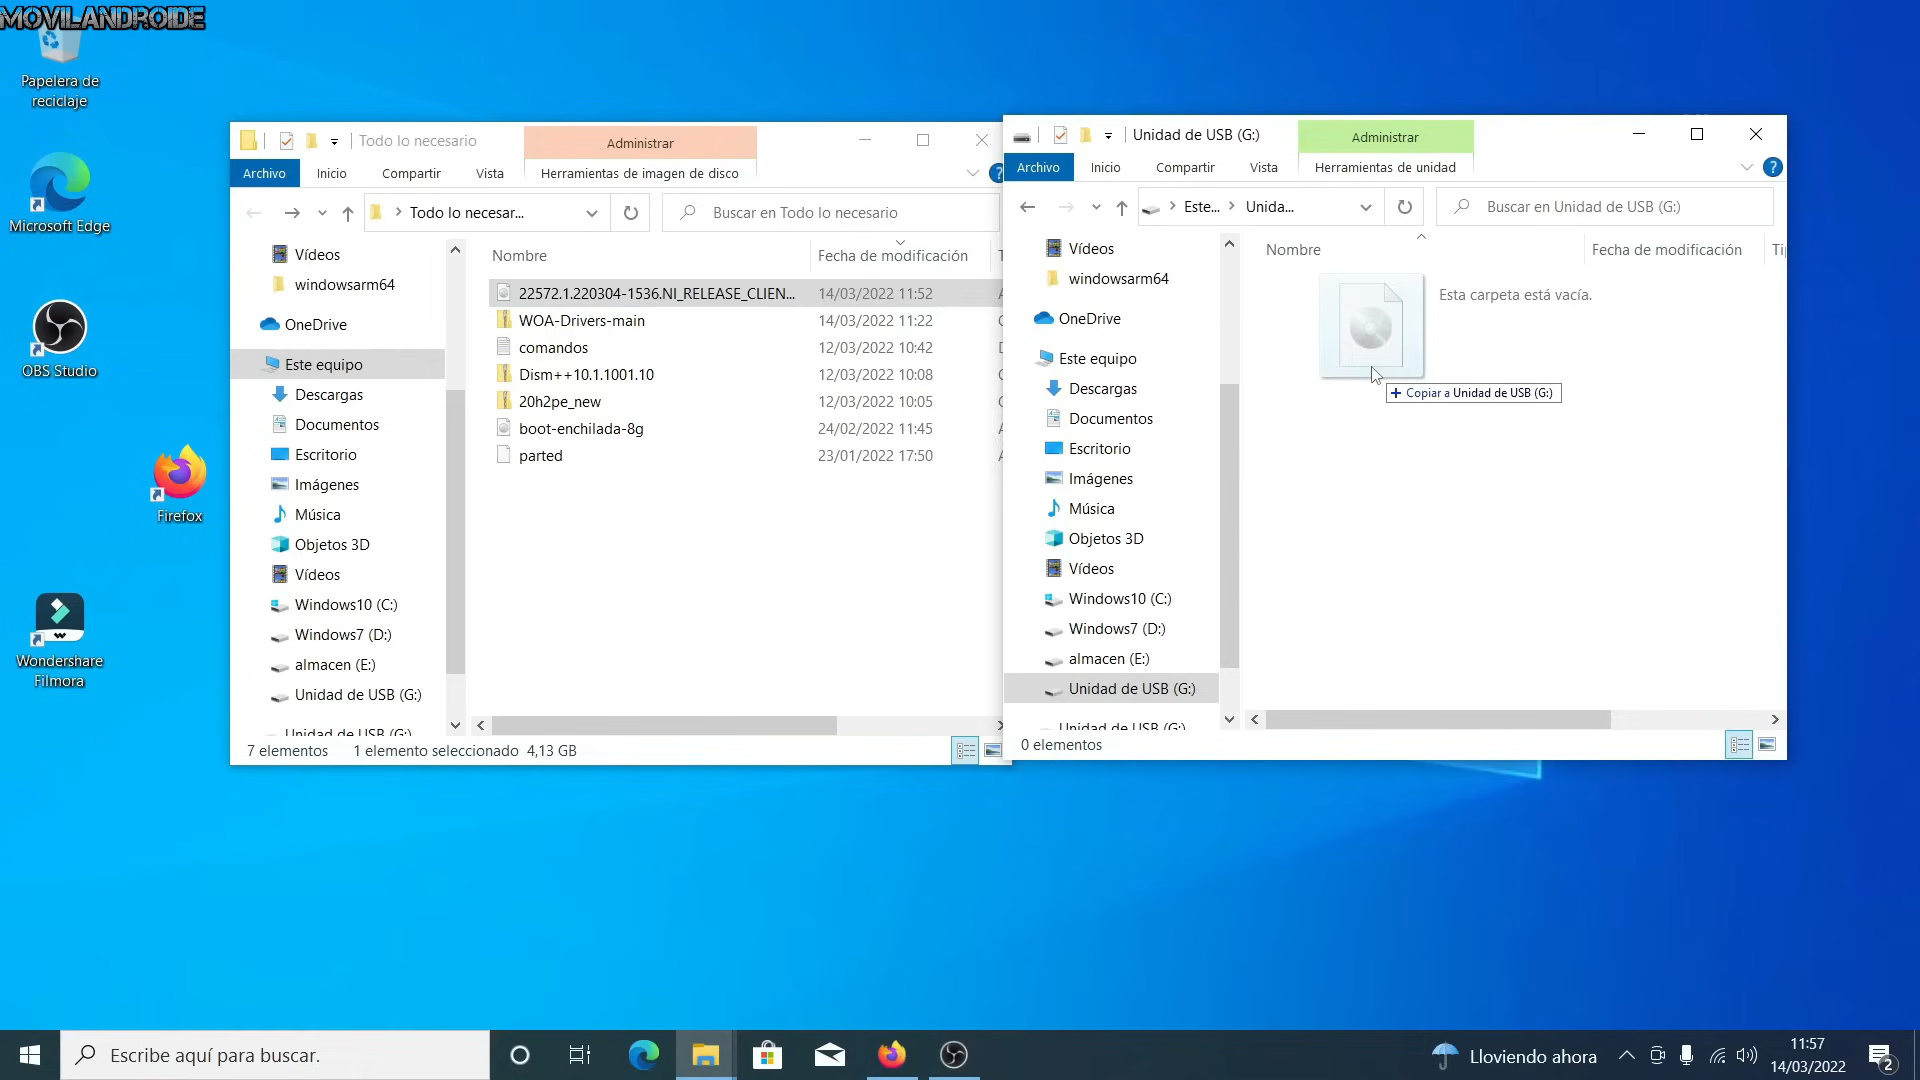 MOVILANDROIDE
Papelera de
reciclaje
Microsoft Edge
OBS Studio
Firefox
Wondershare
Filmora
Todo lo necesario
Administrar
Archivo
Inicio
Compartir
Vista
Herramientas de imagen de disco
Todo lo necesar...
Buscar en Todo lo necesario
Vídeos
windowsarm64
OneDrive
Este equipo
Descargas
Documentos
Escritorio
Imágenes
Música
Objetos 3D
Vídeos
Windows10 (C:)
Windows7 (D:)
almacen (E:)
Unidad de USB (G:)
Unidad de USB (G:)
Nombre
Fecha de modificación
22572.1.220304-1536.NI_RELEASE_CLIEN... 14/03/2022 11:52
WOA-Drivers-main 14/03/2022 11:22
comandos 12/03/2022 10:42
Dism++10.1.1001.10 12/03/2022 10:08
20h2pe_new 12/03/2022 10:05
boot-enchilada-8g 24/02/2022 11:45
parted 23/01/2022 17:50
7 elementos 1 elemento seleccionado 4,13 GB
Unidad de USB (G:)
Administrar
Archivo
Inicio
Compartir
Vista
Herramientas de unidad
Este...
Unida...
Buscar en Unidad de USB (G:)
Vídeos
windowsarm64
OneDrive
Este equipo
Descargas
Documentos
Escritorio
Imágenes
Música
Objetos 3D
Vídeos
Windows10 (C:)
Windows7 (D:)
almacen (E:)
Unidad de USB (G:)
Unidad de USB (G:)
Nombre
Fecha de modificación
Esta carpeta está vacía.
+ Copiar a Unidad de USB (G:)
0 elementos
Escribe aquí para buscar.
Lloviendo ahora
11:57
14/03/2022
2